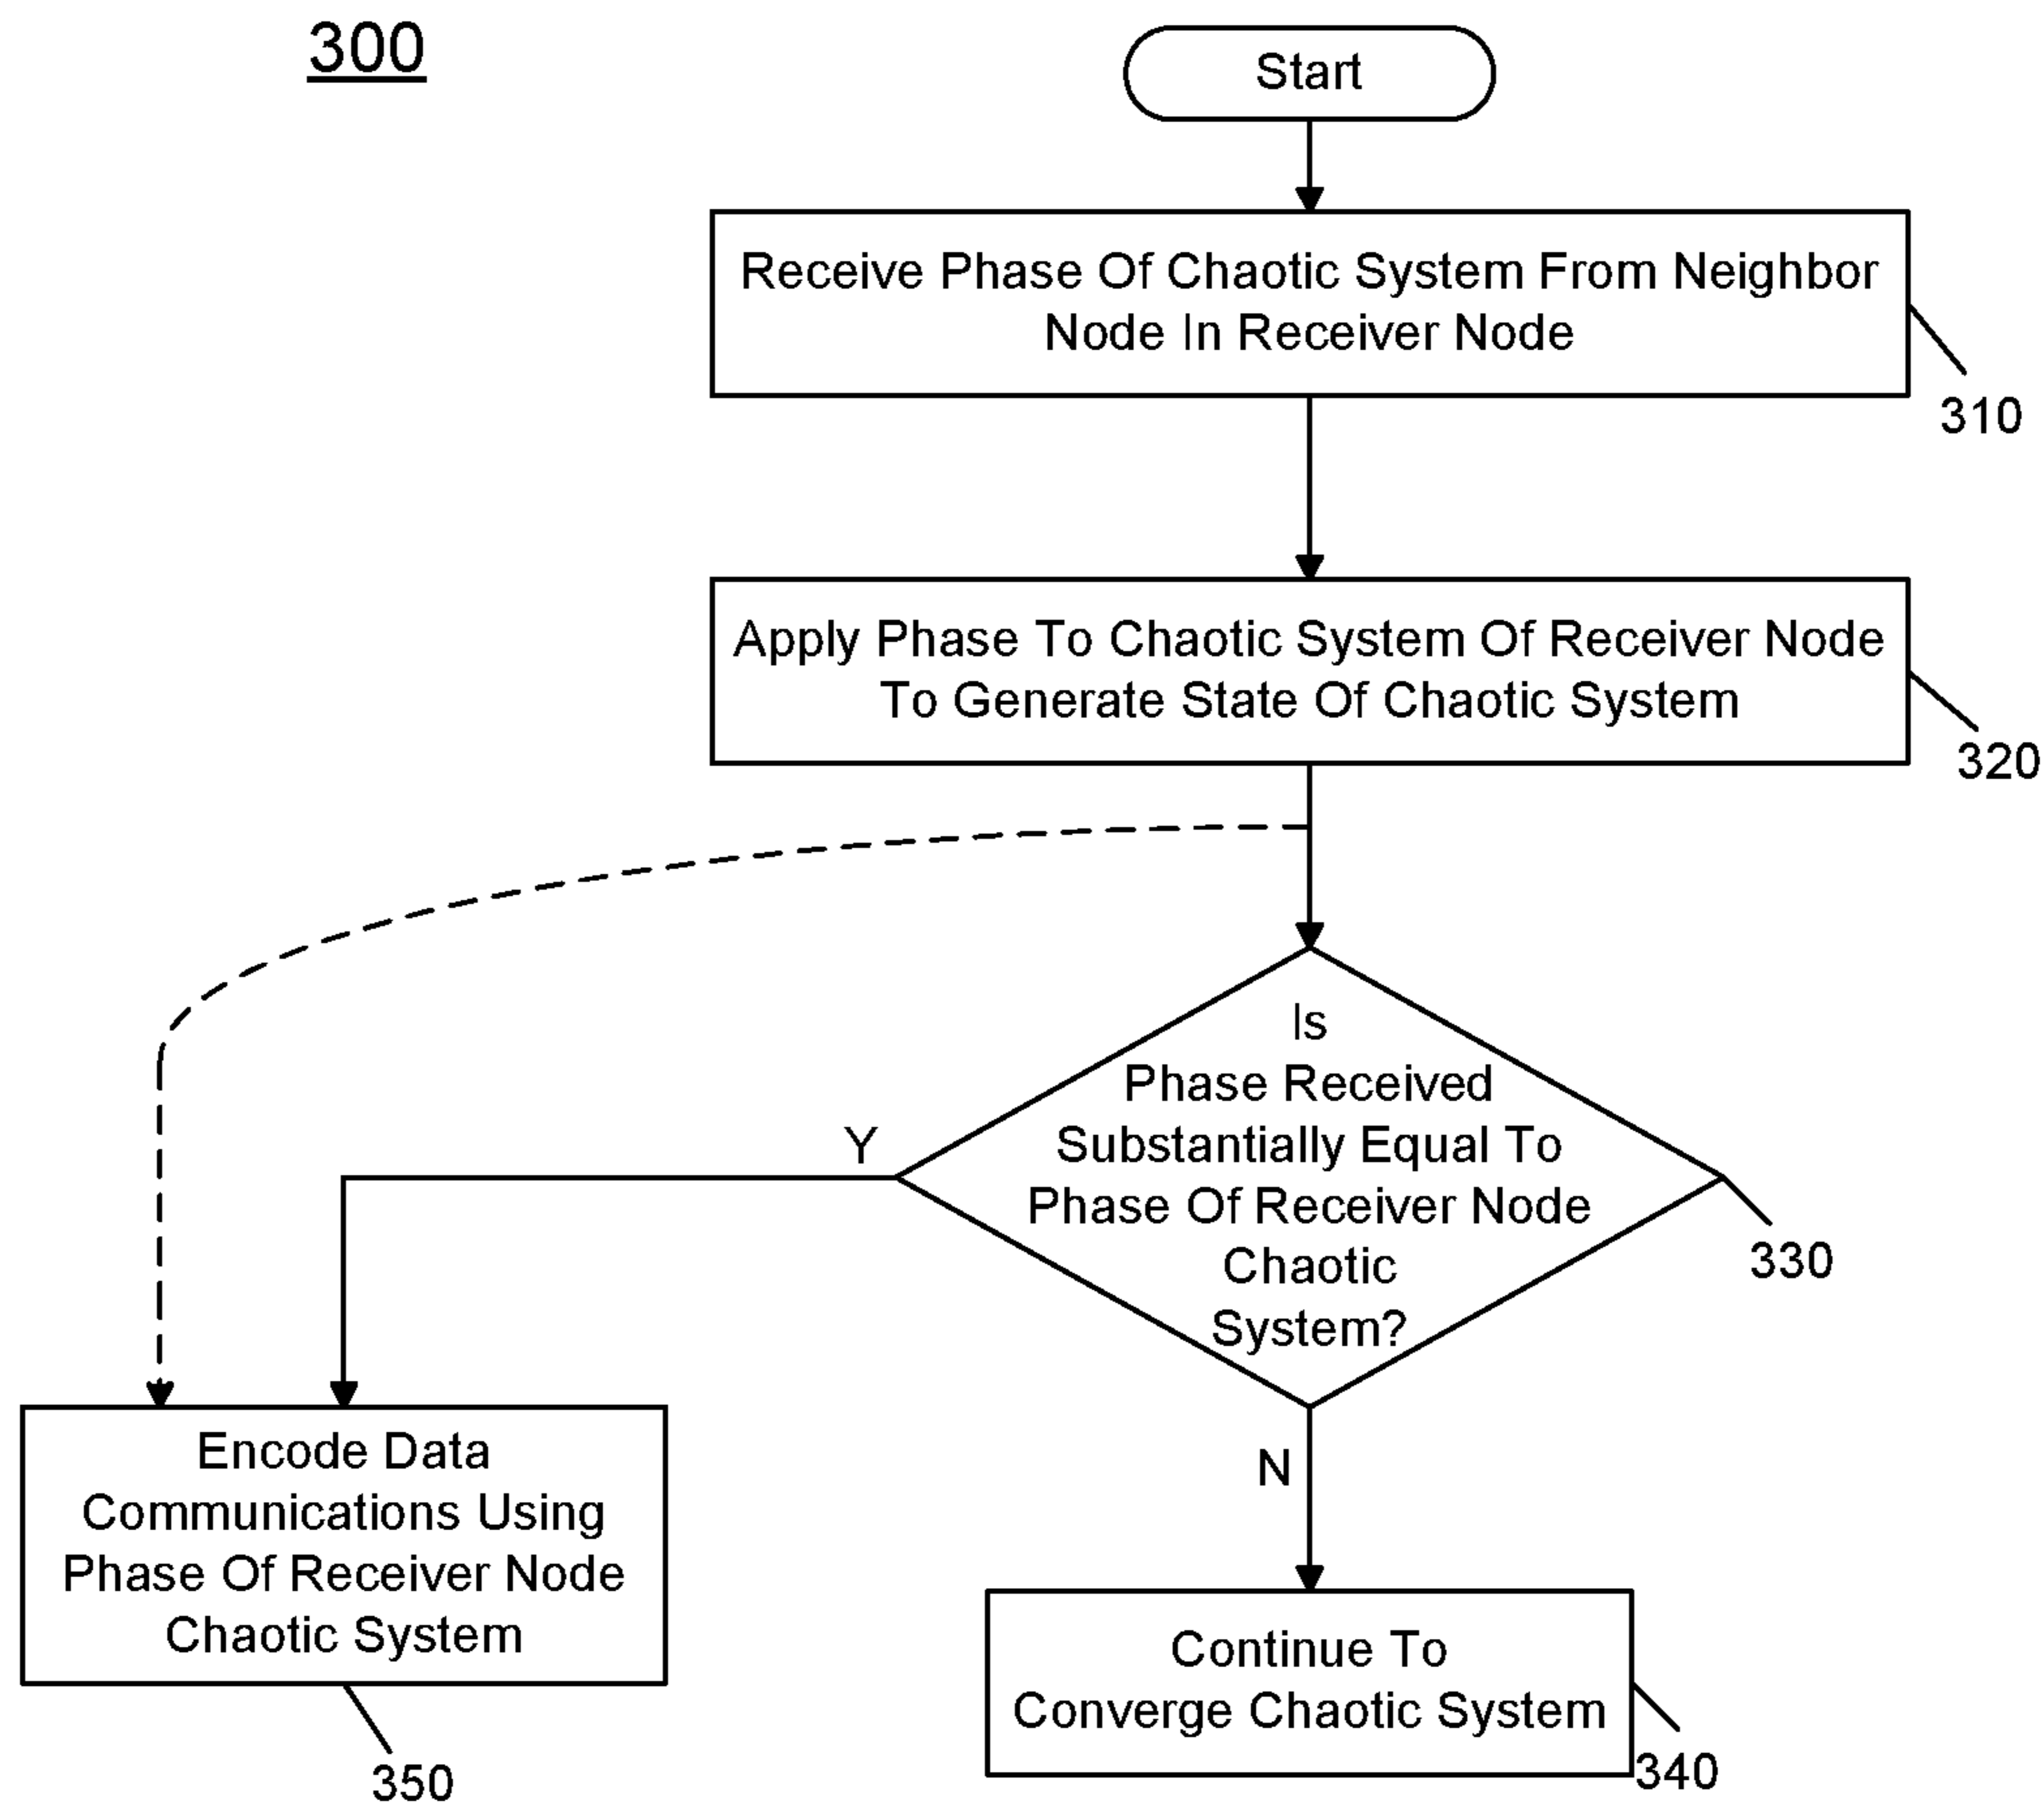 300
Start
Receive Phase Of Chaotic System From Neighbor
Node In Receiver Node
310
Apply Phase To Chaotic System Of Receiver Node
To Generate State Of Chaotic System
320
Is
Phase Received
Substantially Equal To
Phase Of Receiver Node
Chaotic
System?
330
Y
N
Encode Data
Communications Using
Phase Of Receiver Node
Chaotic System
350
Continue To
Converge Chaotic System
340